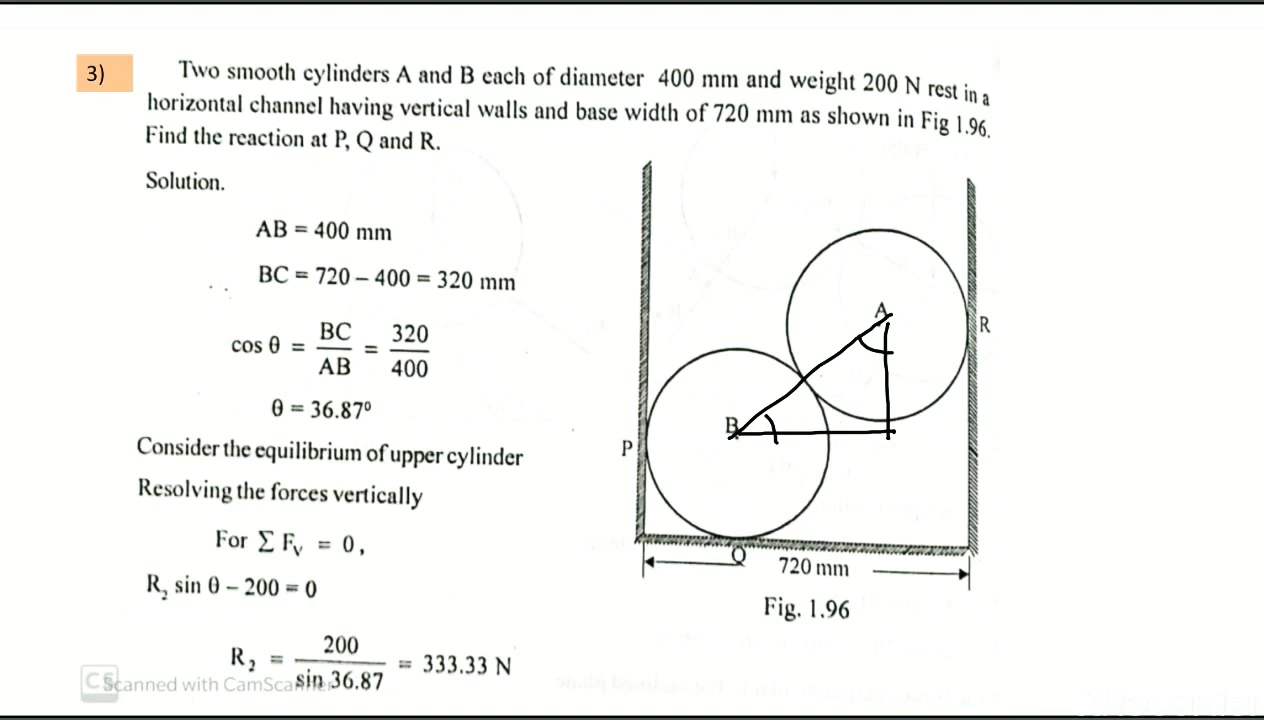 3)
Two smooth cylinders A and B each of diameter 400 mm and weight 200 N rest in a
horizontal channel having vertical walls and base width of 720 mm as shown in Fig 1.96.
Find the reaction at P, Q and R.
Solution.
AB = 400 mm
BC = 720 – 400 = 320 mm
cos θ = BC / AB = 320 / 400
θ = 36.87⁰
Consider the equilibrium of upper cylinder
Resolving the forces vertically
For ∑ Fᵥ = 0,
R₂ sin θ – 200 = 0
R₂ = 200 / sin 36.87 = 333.33 N
A
R
B
P
Q
720 mm
Fig. 1.96
CS
Scanned with CamScanner